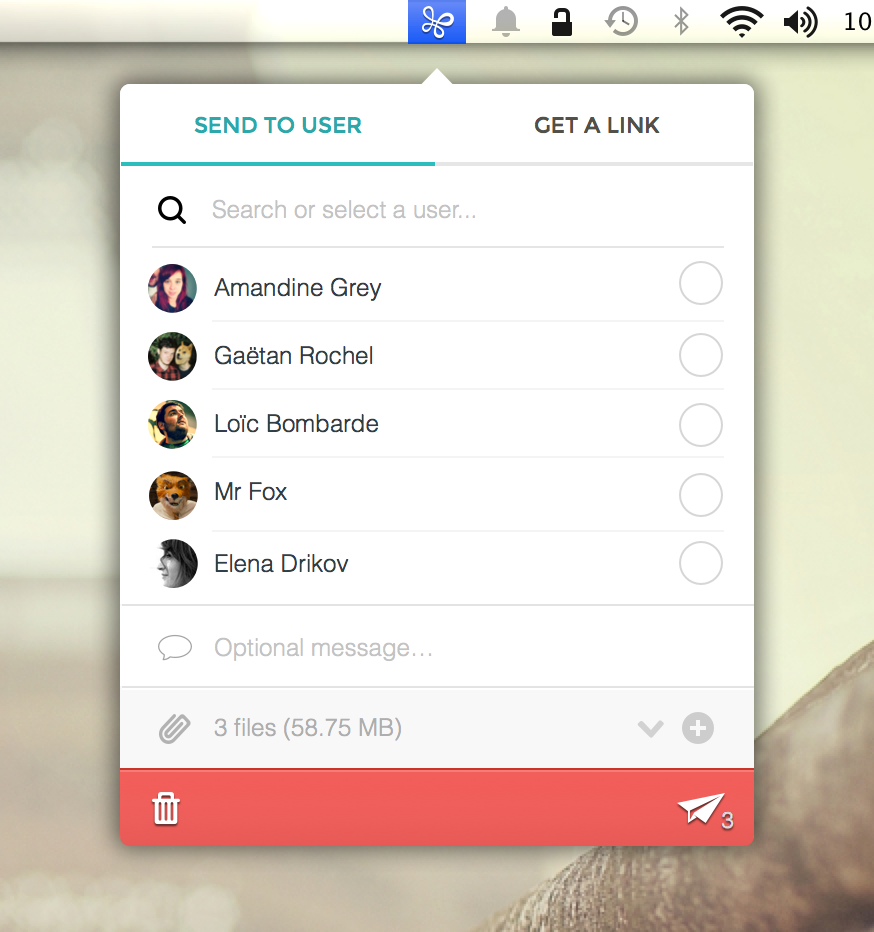 10
SEND TO USER
GET A LINK
Search or select a user...
Amandine Grey
Gaëtan Rochel
Loïc Bombarde
Mr Fox
Elena Drikov
Optional message…
3 files (58.75 MB)
3